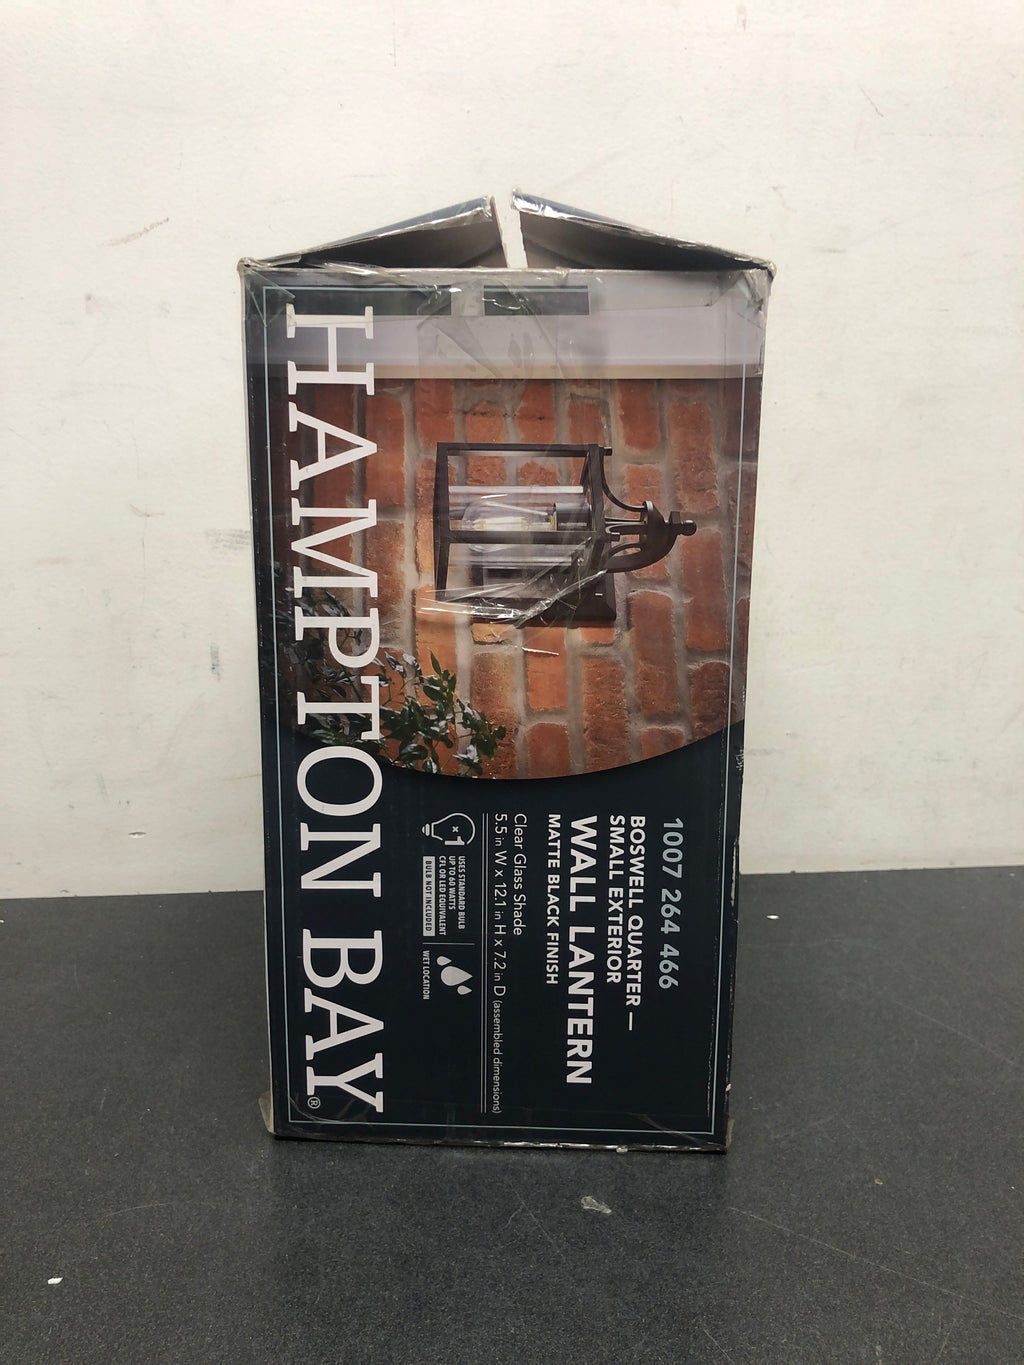 HAMPTON BAY®
1007 264 466
BOSWELL QUARTER —
SMALL EXTERIOR
WALL LANTERN
MATTE BLACK FINISH
Clear Glass Shade
5.5 in W x 12.1 in H x 7.2 in D (assembled dimensions)
x 1
USES STANDARD BULB
UP TO 60 WATTS
CFL OR LED EQUIVALENT
BULB NOT INCLUDED
WET LOCATION